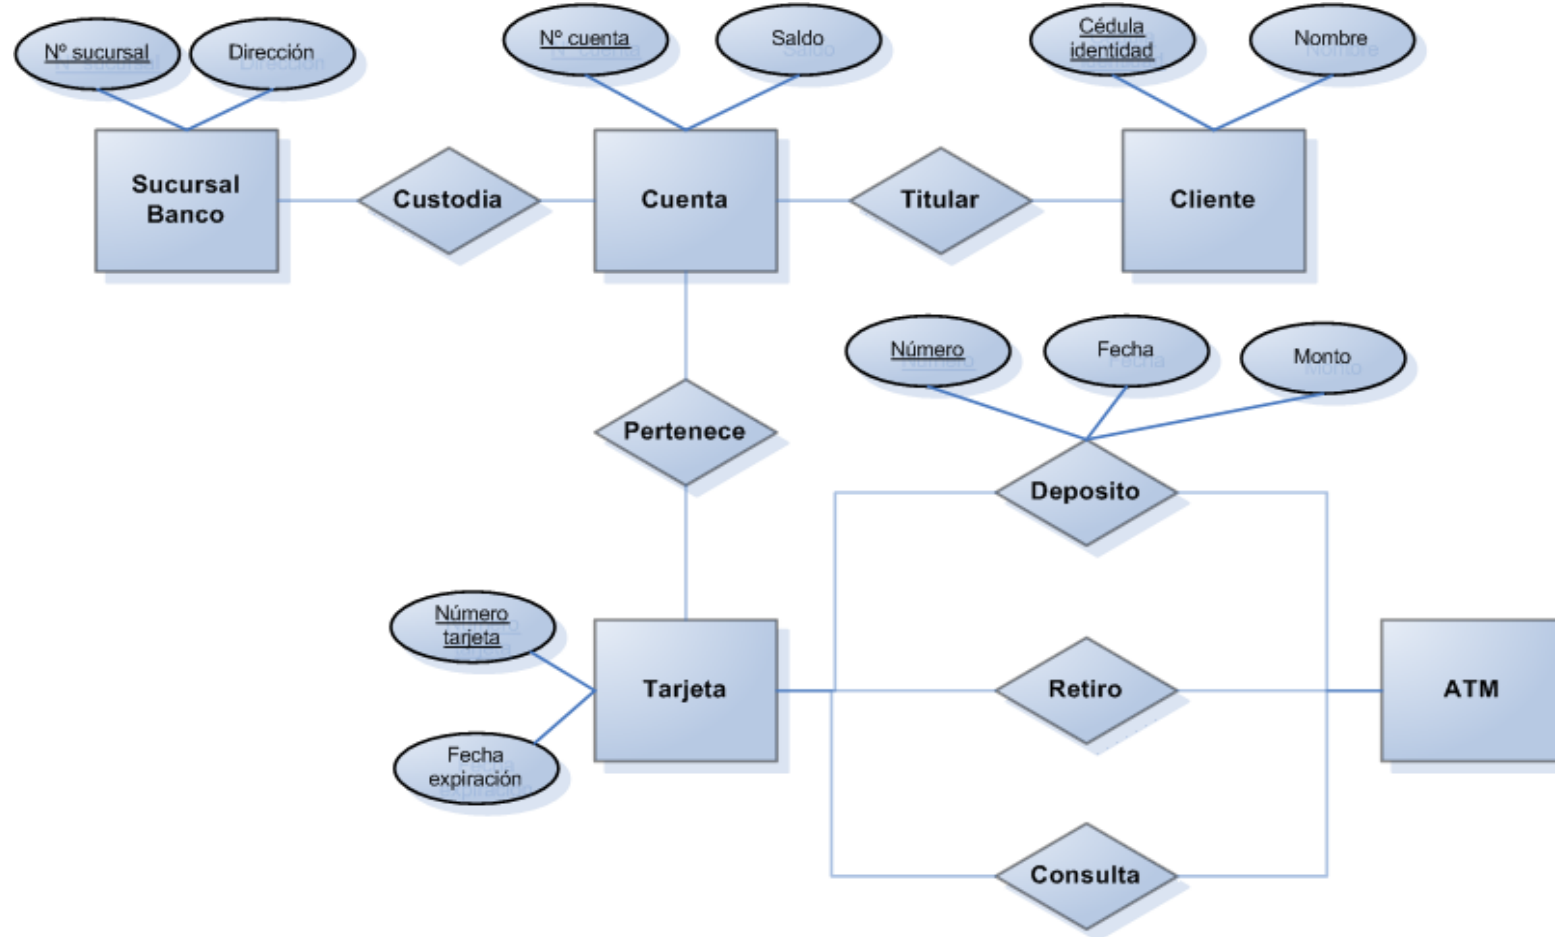 Nº sucursal
Dirección
Nº cuenta
Saldo
Cédula
identidad
Nombre
Sucursal
Banco
Custodia
Cuenta
Titular
Cliente
Número
Fecha
Monto
Pertenece
Deposito
Número
tarjeta
Tarjeta
Retiro
ATM
Fecha
expiración
Consulta